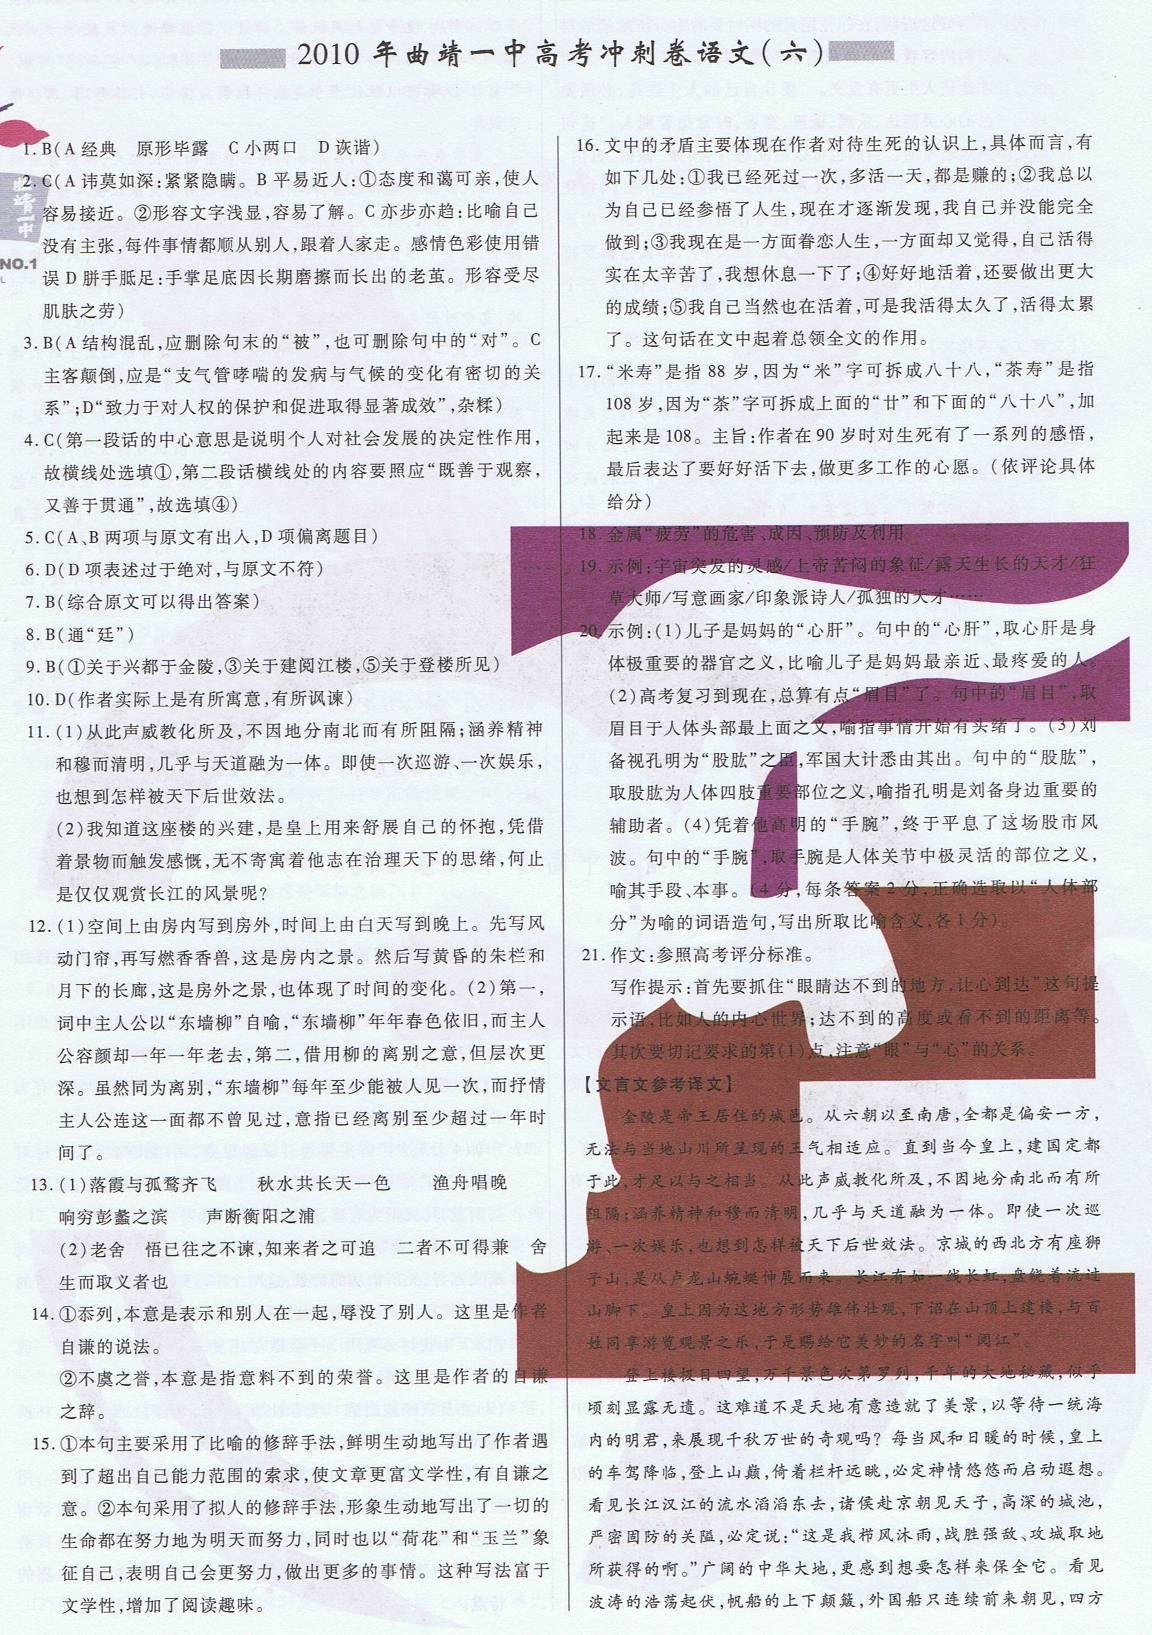 2010 年曲靖一中高考冲刺卷语文(六)
曲靖一中
NO.1
1. B(A 经典 原形毕露 C 小两口 D 诙谐)
2. C(A 讳莫如深:紧紧隐瞒。B 平易近人:①态度和蔼可亲,使人
容易接近。②形容文字浅显,容易了解。C 亦步亦趋:比喻自己
没有主张,每件事情都顺从别人,跟着人家走。感情色彩使用错
误 D 胼手胝足:手掌足底因长期磨擦而长出的老茧。形容受尽
肌肤之劳)
3. B(A 结构混乱,应删除句末的“被”,也可删除句中的“对”。C
主客颠倒,应是“支气管哮喘的发病与气候的变化有密切的关
系”;D“致力于对人权的保护和促进取得显著成效”,杂糅)
4. C(第一段话的中心意思是说明个人对社会发展的决定性作用,
故横线处选填①,第二段话横线处的内容要照应“既善于观察,
又善于贯通”,故选填④)
5. C(A、B 两项与原文有出人,D 项偏离题目)
6. D(D 项表述过于绝对,与原文不符)
7. B(综合原文可以得出答案)
8. B(通“廷”)
9. B(①关于兴都于金陵,③关于建阅江楼,⑤关于登楼所见)
10. D(作者实际上是有所寓意,有所讽谏)
11. (1)从此声威教化所及,不因地分南北而有所阻隔;涵养精神
和穆而清明,几乎与天道融为一体。即使一次巡游、一次娱乐,
也想到怎样被天下后世效法。
(2)我知道这座楼的兴建,是皇上用来舒展自己的怀抱,凭借
着景物而触发感慨,无不寄寓着他志在治理天下的思绪,何止
是仅仅观赏长江的风景呢?
12. (1)空间上由房内写到房外,时间上由白天写到晚上。先写风
动门帘,再写燃香香兽,这是房内之景。然后写黄昏的朱栏和
月下的长廊,这是房外之景,也体现了时间的变化。(2)第一,
词中主人公以“东墙柳”自喻,“东墙柳”年年春色依旧,而主人
公容颜却一年一年老去,第二,借用柳的离别之意,但层次更
深。虽然同为离别,“东墙柳”每年至少能被人见一次,而抒情
主人公连这一面都不曾见过,意指已经离别至少超过一年时
间了。
13. (1)落霞与孤鹜齐飞 秋水共长天一色 渔舟唱晚
响穷彭蠡之滨 声断衡阳之浦
(2)老舍 悟已往之不谏,知来者之可追 二者不可得兼 舍
生而取义者也
14. ①忝列,本意是表示和别人在一起,辱没了别人。这里是作者
自谦的说法。
②不虞之誉,本意是指意料不到的荣誉。这里是作者的自谦
之辞。
15. ①本句主要采用了比喻的修辞手法,鲜明生动地写出了作者遇
到了超出自己能力范围的索求,使文章更富文学性,有自谦之
意。②本句采用了拟人的修辞手法,形象生动地写出了一切的
生命都在努力地为明天而努力,同时也以“荷花”和“玉兰”象
征自己,表明自己会更努力,做出更多的事情。这种写法富于
文学性,增加了阅读趣味。
16. 文中的矛盾主要体现在作者对待生死的认识上,具体而言,有
如下几处:①我已经死过一次,多活一天,都是赚的;②我总以
为自己已经参悟了人生,现在才逐渐发现,我自己并没能完全
做到;③我现在是一方面眷恋人生,一方面却又觉得,自己活得
实在太辛苦了,我想休息一下了;④好好地活着,还要做出更大
的成绩;⑤我自己当然也在活着,可是我活得太久了,活得太累
了。这句话在文中起着总领全文的作用。
17. “米寿”是指 88 岁,因为“米”字可拆成八十八,“茶寿”是指
108 岁,因为“茶”字可拆成上面的“廿”和下面的“八十八”,加
起来是 108。主旨:作者在 90 岁时对生死有了一系列的感悟,
最后表达了要好好活下去,做更多工作的心愿。(依评论具体
给分)
18. 金属“疲劳”的危害、成因、预防及利用
19. 示例:宇宙突发的灵感/上帝苦闷的象征/露天生长的天才/狂
草大师/写意画家/印象派诗人/孤独的天才……
20. 示例:(1)儿子是妈妈的“心肝”。句中的“心肝”,取心肝是身
体极重要的器官之义,比喻儿子是妈妈最亲近、最疼爱的人。
(2)高考复习到现在,总算有点“眉目”了。句中的“眉目”,取
眉目于人体头部最上面之义,喻指事情开始有头绪了。(3)刘
备视孔明为“股肱”之臣,军国大计悉由其出。句中的“股肱”,
取股肱为人体四肢重要部位之义,喻指孔明是刘备身边重要的
辅助者。(4)凭着他高明的“手腕”,终于平息了这场股市风
波。句中的“手腕”,取手腕是人体关节中极灵活的部位之义,
喻其手段、本事。(4 分,每条答案 2 分,正确选取以“人体部
分”为喻的词语造句,写出所取比喻含义,各 1 分)。
21. 作文:参照高考评分标准。
写作提示:首先要抓住“眼睛达不到的地方,让心到达”这句提
示语,比如人的内心世界;达不到的高度或看不到的距离等。
其次要切记要求的第(1)点,注意“眼”与“心”的关系。
【文言文参考译文】
金陵是帝王居住的城邑。从六朝以至南唐,全都是偏安一方,
无法与当地山川所呈现的王气相适应。直到当今皇上,建国定都
于此,才足以与之相当。从此声威教化所及,不因地分南北而有所
阻隔;涵养精神和穆而清明,几乎与天道融为一体。即使一次巡
游、一次娱乐,也想到怎样被天下后世效法。京城的西北方有座狮
子山,是从卢龙山蜿蜒伸展而来。长江有如一线长虹,盘绕着流过
山脚下。皇上因为这地方形势雄伟壮观,下诏在山顶上建楼,与百
姓同享游览观景之乐,于是赐给它美妙的名字叫“阅江”。
登上楼极目四望,万千景色次第罗列,千年的大地秘藏,似乎
顷刻显露无遗。这难道不是天地有意造就了美景,以等待一统海
内的明君,来展现千秋万世的奇观吗?每当风和日暖的时候,皇上
的车驾降临,登上山巅,倚着栏杆远眺,必定神情悠悠而启动遐想。
看见长江汉江的流水滔滔东去,诸侯赴京朝见天子,高深的城池,
严密固防的关隘,必定说:“这是我栉风沐雨,战胜强敌、攻城取地
所获得的啊。”广阔的中华大地,更感到想要怎样来保全它。看见
波涛的浩荡起伏,帆船的上下颠簸,外国船只连续前来朝见,四方